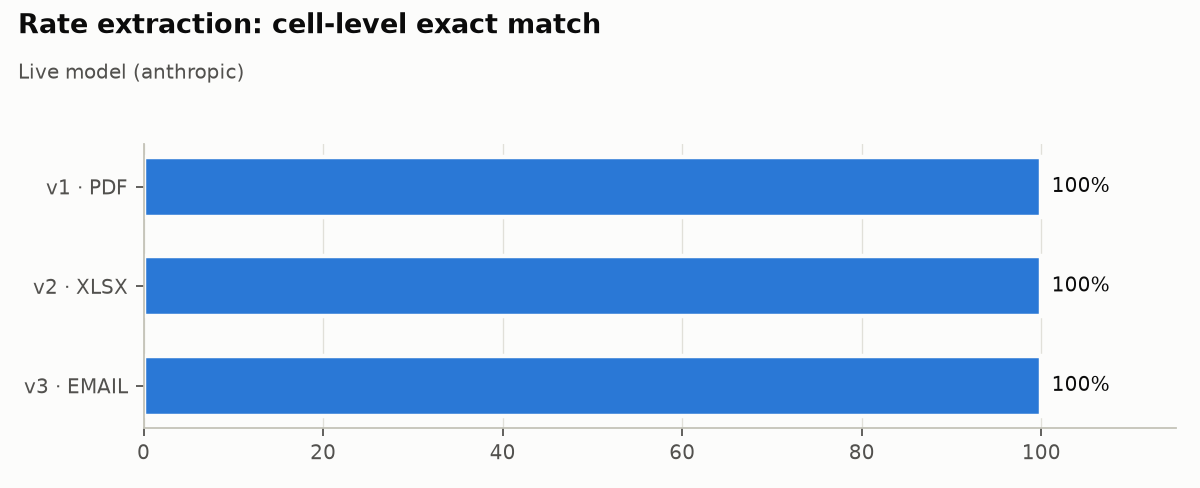 Rate extraction: cell-level exact match
Live model (anthropic)
v1 · PDF 100%
v2 · XLSX 100%
v3 · EMAIL 100%
0 20 40 60 80 100